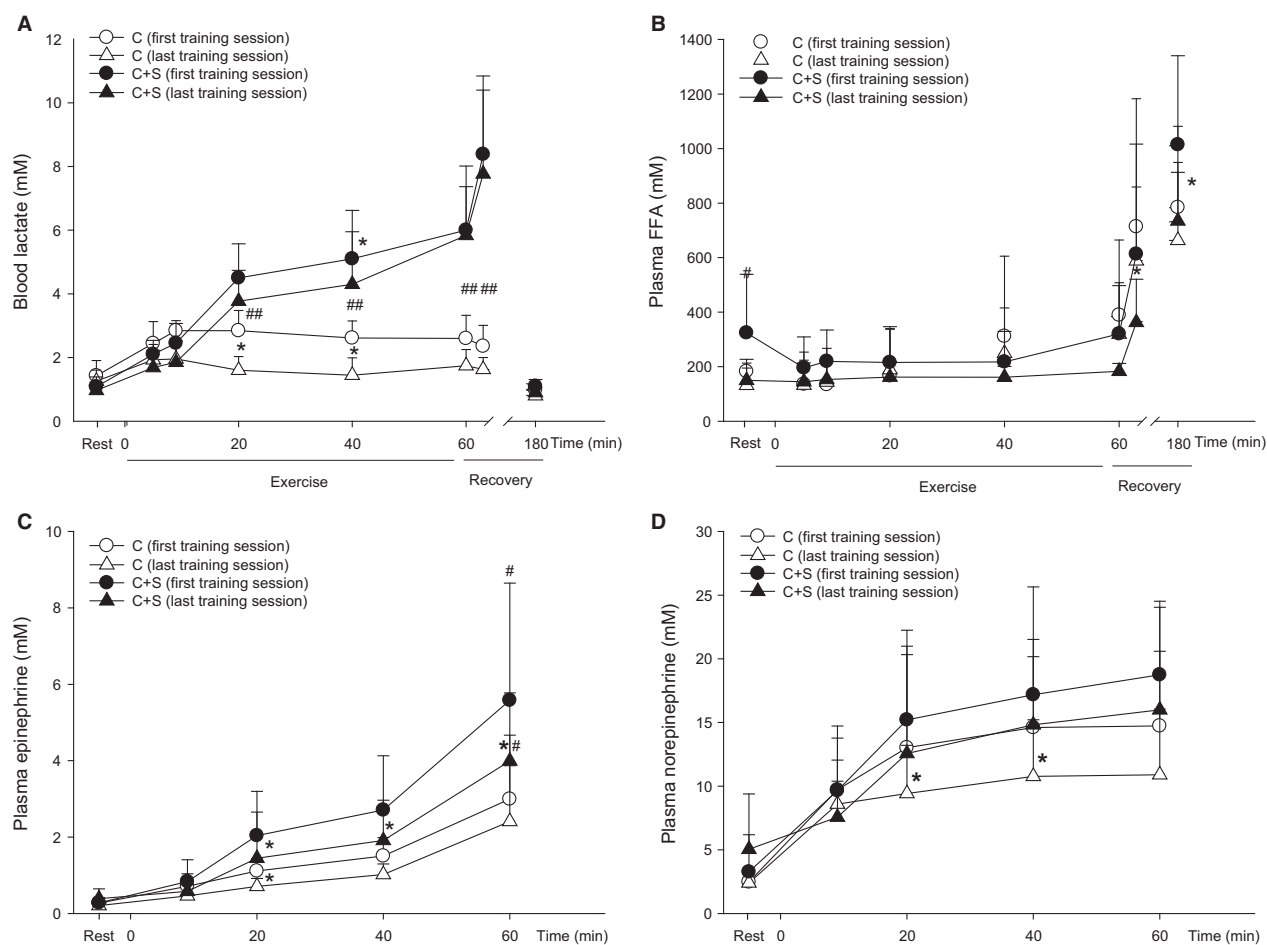 A
C (first training session)
C (last training session)
C+S (first training session)
C+S (last training session)
Blood lactate (mM)
12
10
8
6
4
2
0
*
## ##
##
##
*
*
Rest 0 20 40 60 180 Time (min)
Exercise
Recovery
B
C (first training session)
C (last training session)
C+S (first training session)
C+S (last training session)
Plasma FFA (mM)
1400
1200
1000
800
600
400
200
0
*
#
*
Rest 0 20 40 60 180 Time (min)
Exercise
Recovery
C
C (first training session)
C (last training session)
C+S (first training session)
C+S (last training session)
Plasma epinephrine (mM)
10
8
6
4
2
0
#
*#
*
*
*
Rest 0 20 40 60 Time (min)
D
C (first training session)
C (last training session)
C+S (first training session)
C+S (last training session)
Plasma norepinephrine (mM)
30
25
20
15
10
5
0
*
*
Rest 0 20 40 60 Time (min)